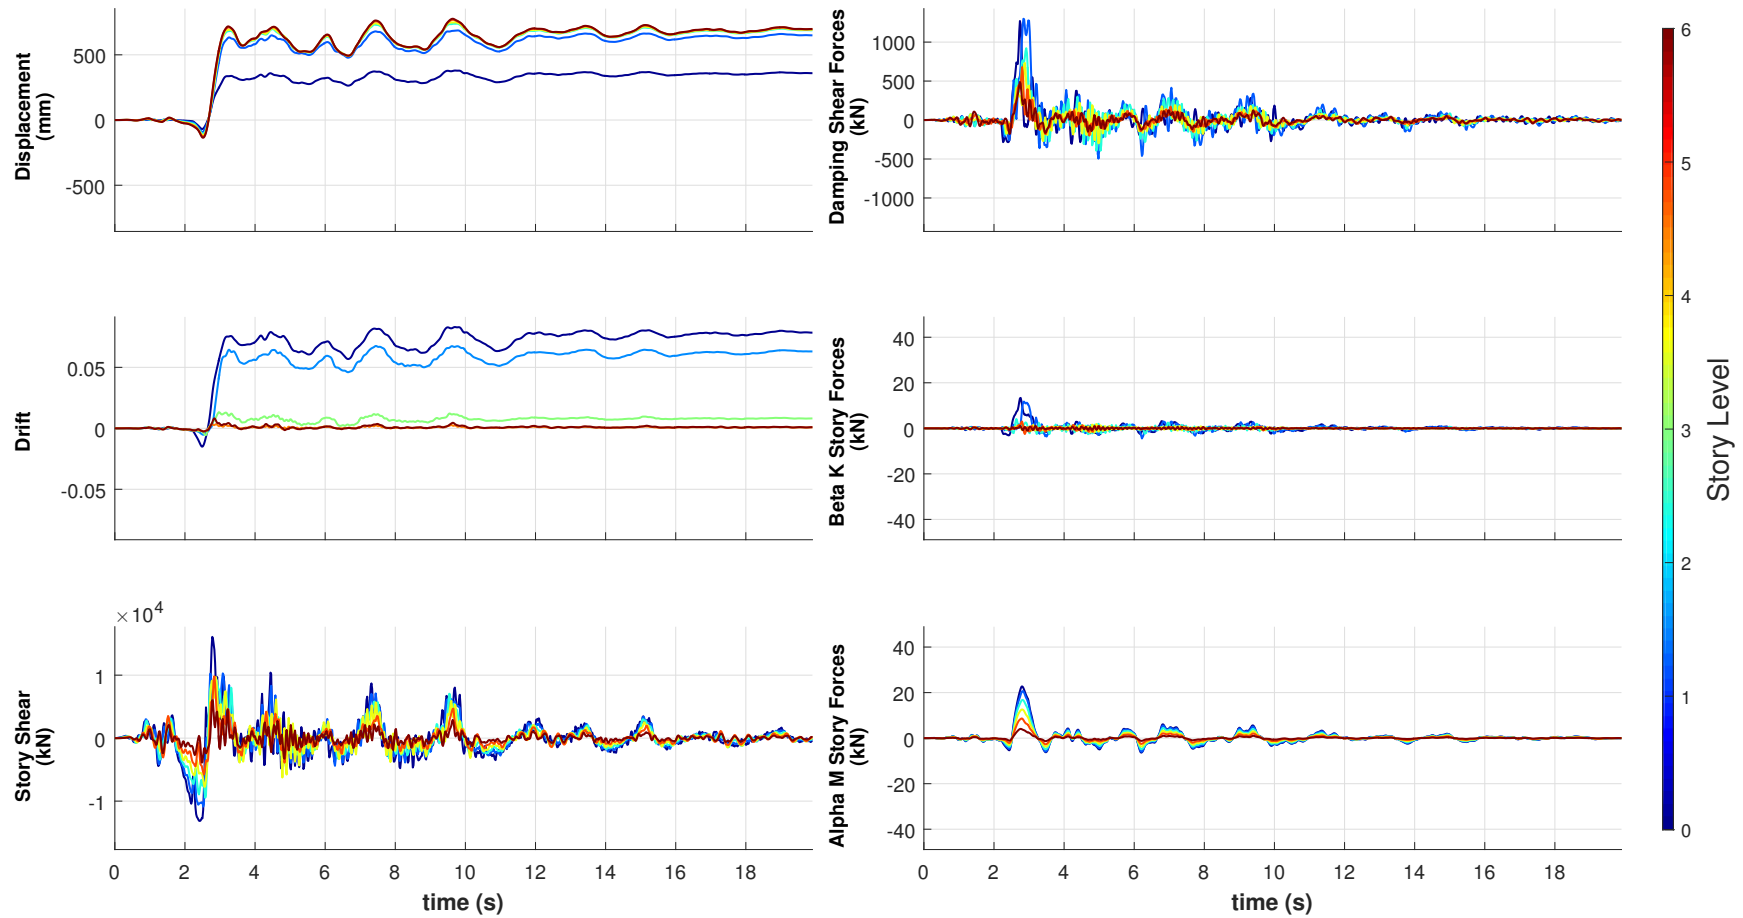 Displacement
(mm)
500
0
-500
Damping Shear Forces
(kN)
1000
500
0
-500
-1000
Drift
0.05
0
-0.05
Beta K Story Forces
(kN)
40
20
0
-20
-40
×10^4
Story Shear
(kN)
1
0
-1
0 2 4 6 8 10 12 14 16 18
time (s)
Alpha M Story Forces
(kN)
40
20
0
-20
-40
0 2 4 6 8 10 12 14 16 18
time (s)
6
5
4
3
2
1
0
Story Level